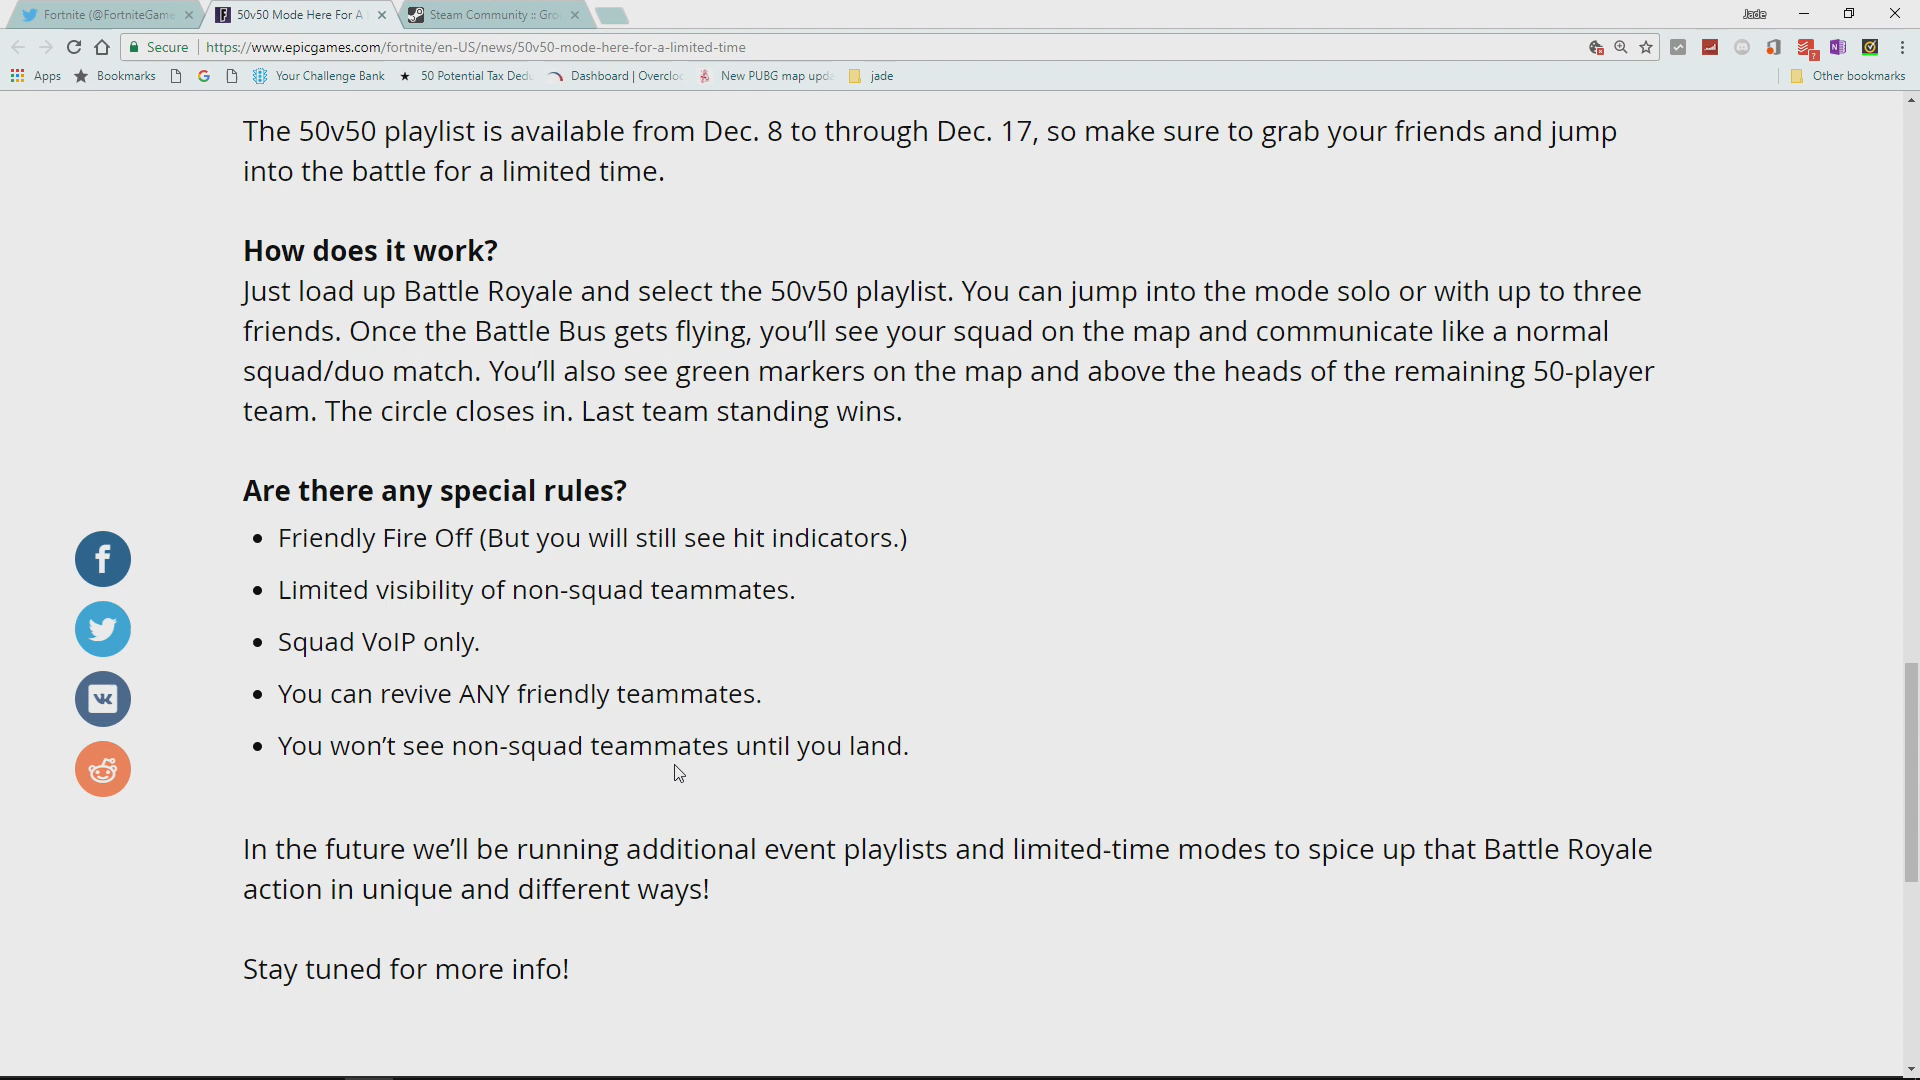 Fortnite (@FortniteGame
50v50 Mode Here For A
Steam Community :: Gro
Jade
Secure
https://www.epicgames.com/fortnite/en-US/news/50v50-mode-here-for-a-limited-time
Apps
Bookmarks
Your Challenge Bank
50 Potential Tax Dedu
Dashboard | Overcloc
New PUBG map upda
jade
Other bookmarks
The 50v50 playlist is available from Dec. 8 to through Dec. 17, so make sure to grab your friends and jump
into the battle for a limited time.
How does it work?
Just load up Battle Royale and select the 50v50 playlist. You can jump into the mode solo or with up to three
friends. Once the Battle Bus gets flying, you’ll see your squad on the map and communicate like a normal
squad/duo match. You’ll also see green markers on the map and above the heads of the remaining 50-player
team. The circle closes in. Last team standing wins.
Are there any special rules?
• Friendly Fire Off (But you will still see hit indicators.)
• Limited visibility of non-squad teammates.
• Squad VoIP only.
• You can revive ANY friendly teammates.
• You won’t see non-squad teammates until you land.
In the future we’ll be running additional event playlists and limited-time modes to spice up that Battle Royale
action in unique and different ways!
Stay tuned for more info!